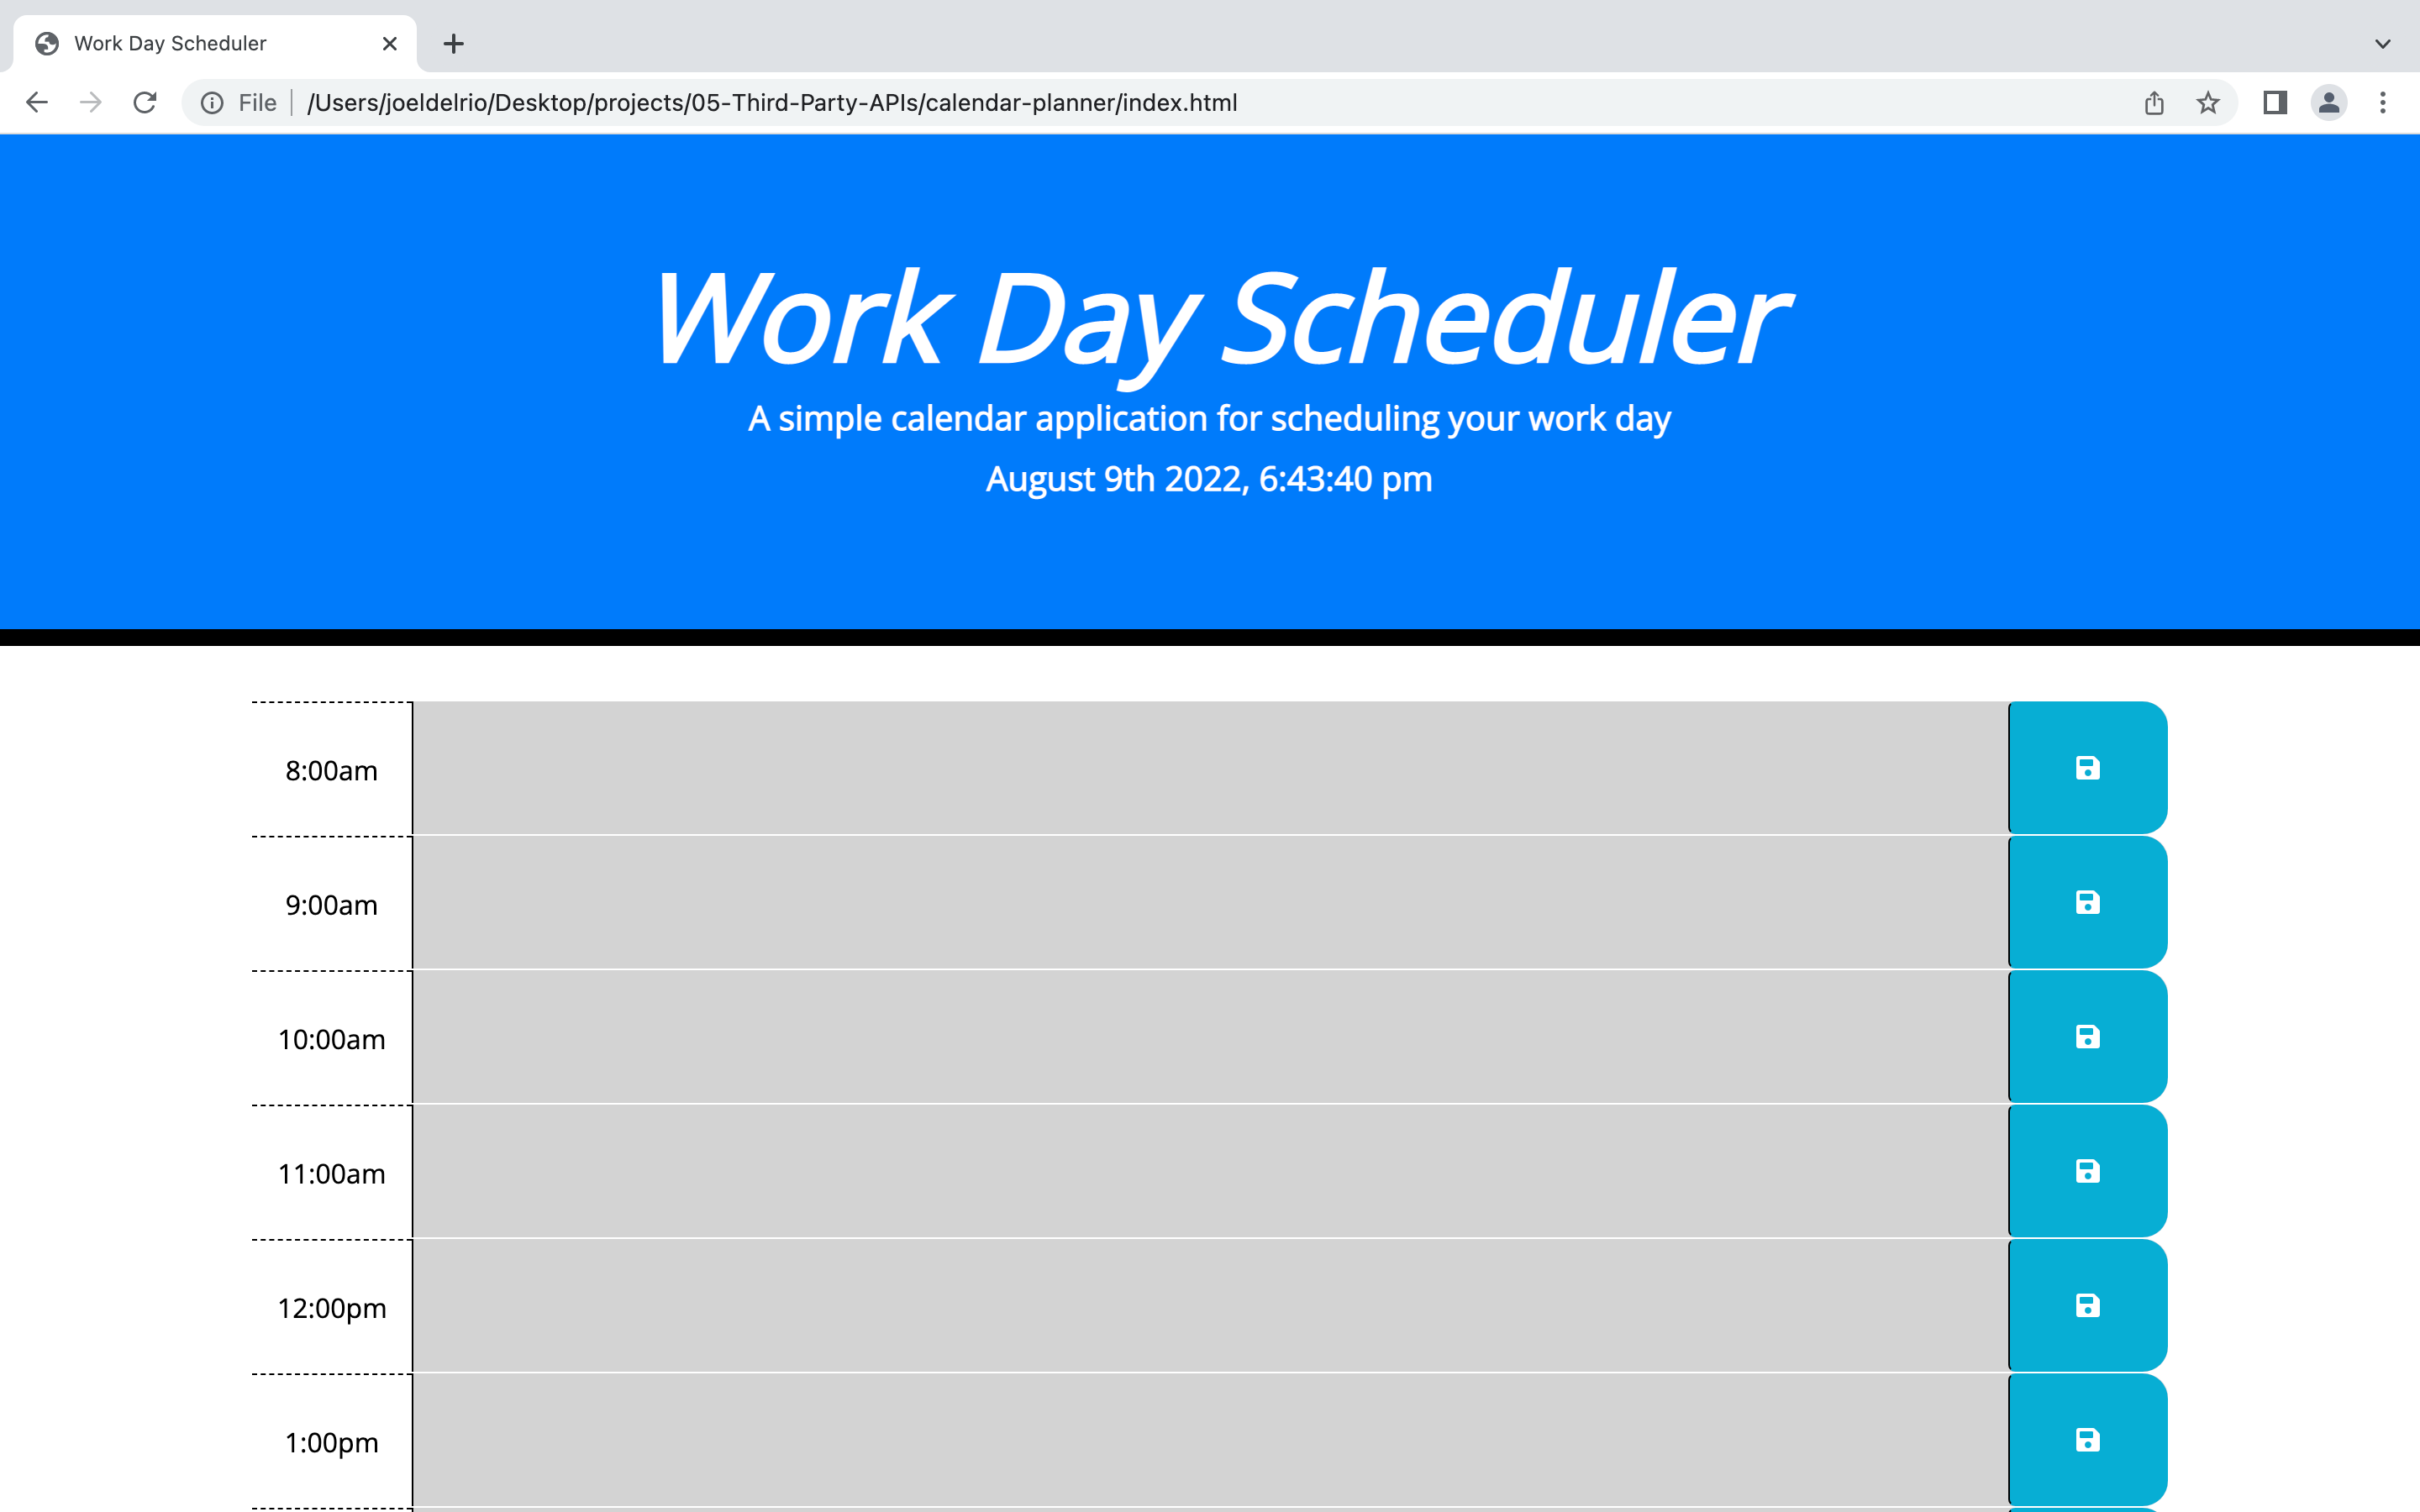 Work Day Scheduler
File
/Users/joeldelrio/Desktop/projects/05-Third-Party-APIs/calendar-planner/index.html
Work Day Scheduler
A simple calendar application for scheduling your work day
August 9th 2022, 6:43:40 pm
8:00am
9:00am
10:00am
11:00am
12:00pm
1:00pm